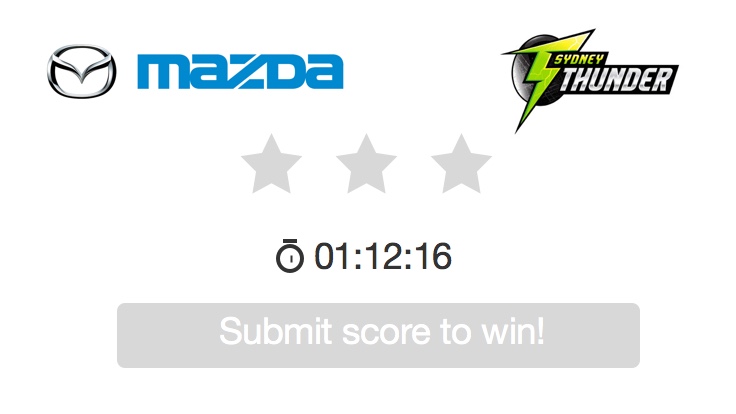 mazda
SYDNEY
THUNDER
01:12:16
Submit score to win!